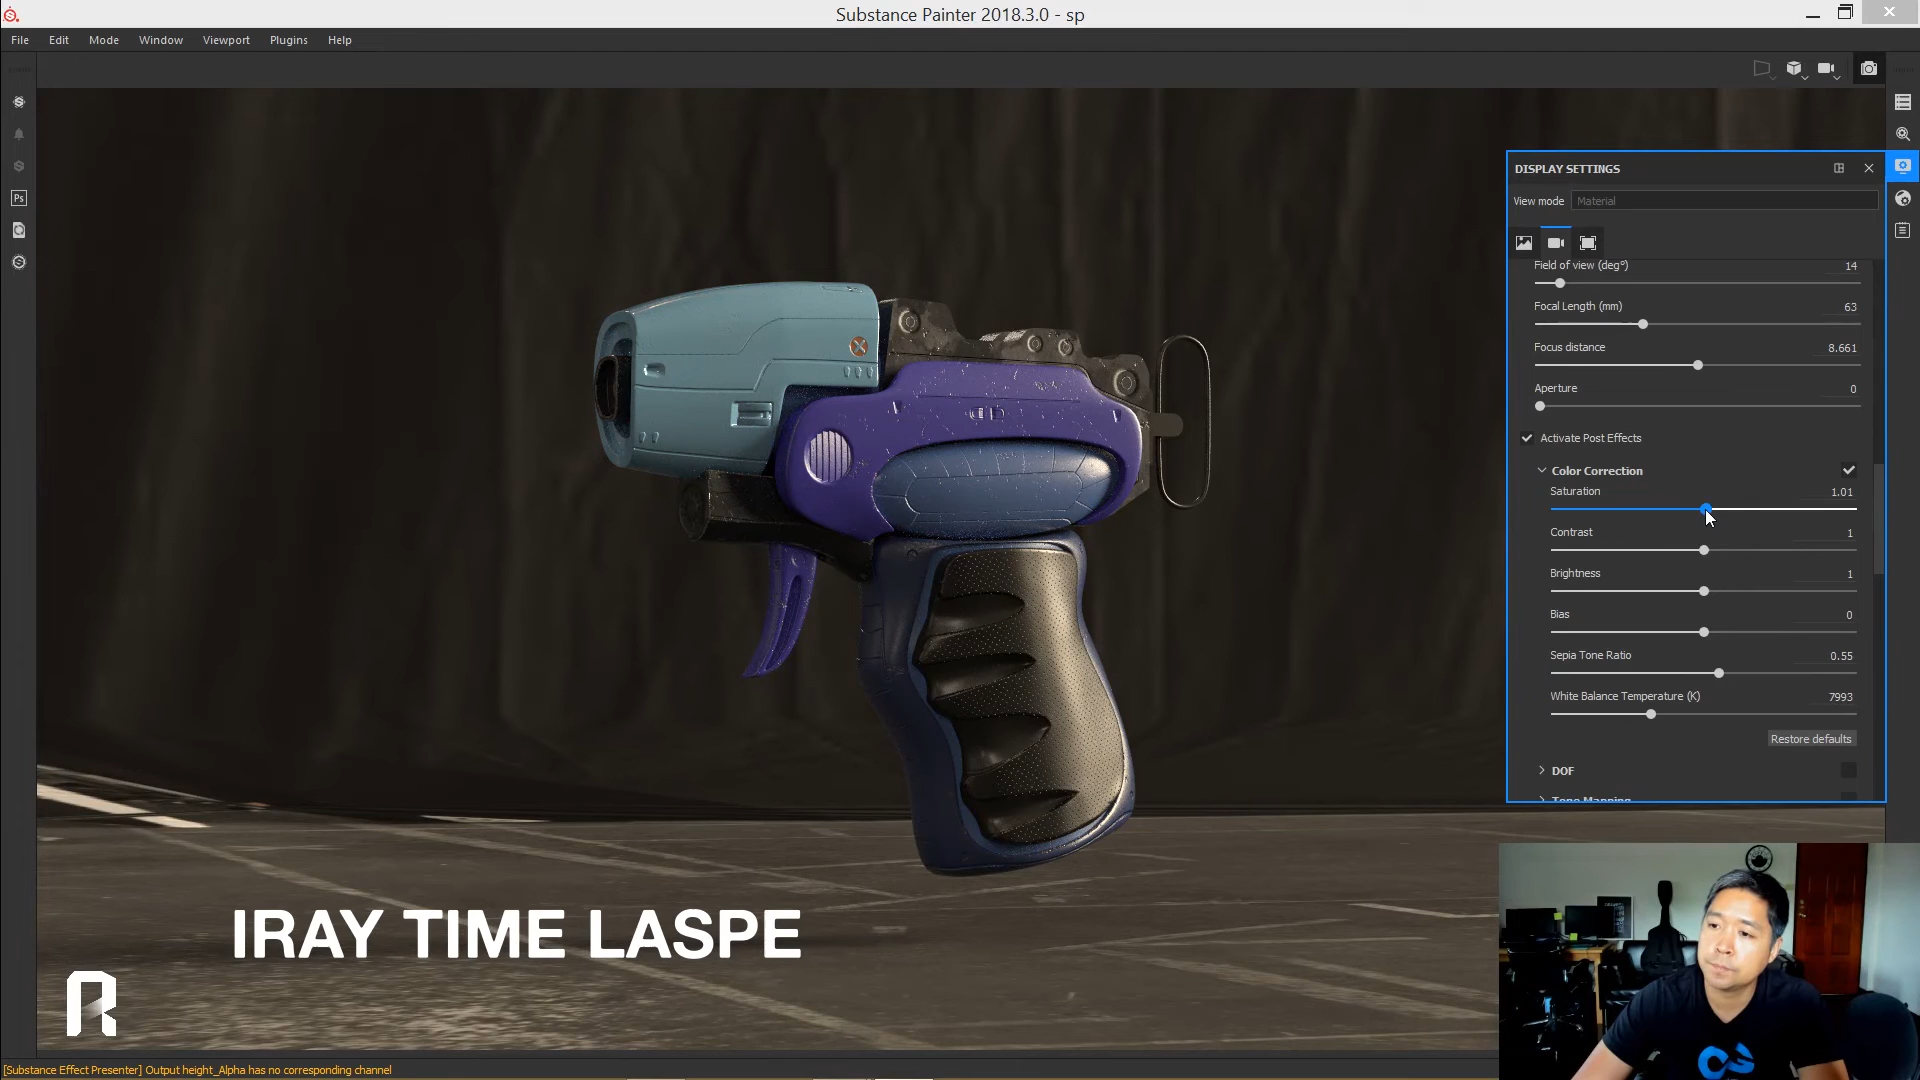 Substance Painter 2018.3.0 - sp
File Edit Mode Window Viewport Plugins Help
DISPLAY SETTINGS
View mode Material
Field of view (deg°) 14
Focal Length (mm) 63
Focus distance 8.661
Aperture 0
Activate Post Effects
Color Correction
Saturation 1.01
Contrast 1
Brightness 1
Bias 0
Sepia Tone Ratio 0.55
White Balance Temperature (K) 7993
Restore defaults
DOF
Tone Mapping
Ps
IRAY TIME LASPE
R
[Substance Effect Presenter] Output height_Alpha has no corresponding channel